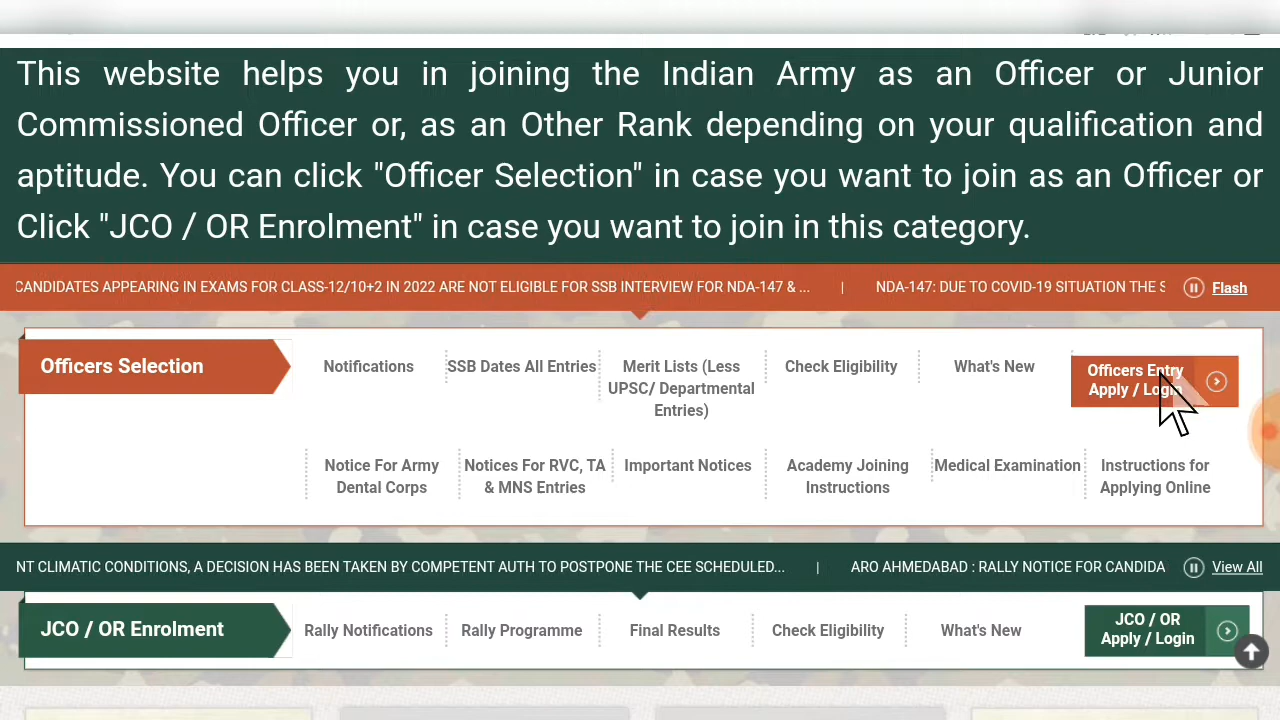 This website helps you in joining the Indian Army as an Officer or Junior
Commissioned Officer or, as an Other Rank depending on your qualification and
aptitude. You can click "Officer Selection" in case you want to join as an Officer or
Click "JCO / OR Enrolment" in case you want to join in this category.
CANDIDATES APPEARING IN EXAMS FOR CLASS-12/10+2 IN 2022 ARE NOT ELIGIBLE FOR SSB INTERVIEW FOR NDA-147 & ... | NDA-147: DUE TO COVID-19 SITUATION THE S Flash
Officers Selection
Notifications
SSB Dates All Entries
Merit Lists (Less
UPSC/ Departmental
Entries)
Check Eligibility
What's New
Officers Entry
Apply / Login
Notice For Army
Dental Corps
Notices For RVC, TA
& MNS Entries
Important Notices
Academy Joining
Instructions
Medical Examination
Instructions for
Applying Online
NT CLIMATIC CONDITIONS, A DECISION HAS BEEN TAKEN BY COMPETENT AUTH TO POSTPONE THE CEE SCHEDULED... | ARO AHMEDABAD : RALLY NOTICE FOR CANDIDA View All
JCO / OR Enrolment
Rally Notifications
Rally Programme
Final Results
Check Eligibility
What's New
JCO / OR
Apply / Login